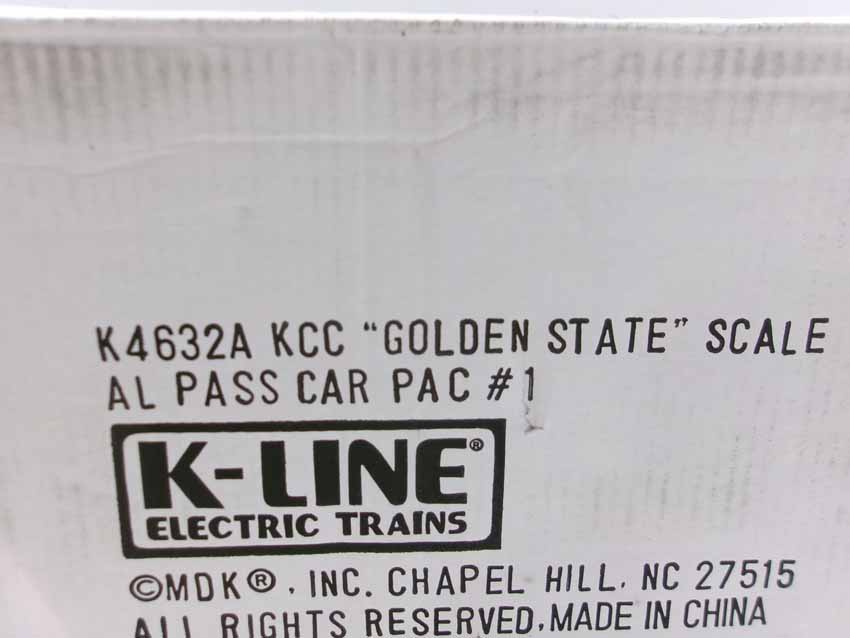 K4632A KCC “GOLDEN STATE” SCALE
AL PASS CAR PAC #1
K-LINE®
ELECTRIC TRAINS
©MDK®, INC. CHAPEL HILL, NC 27515
ALL RIGHTS RESERVED,MADE IN CHINA